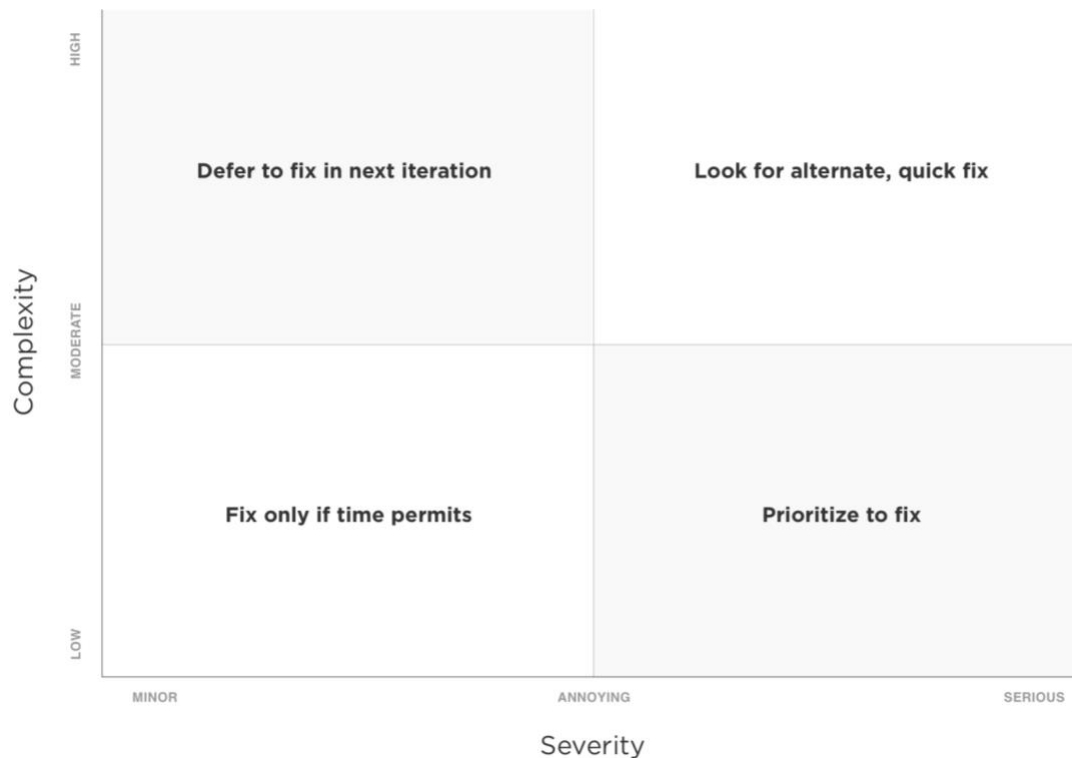 HIGH
Defer to fix in next iteration
Look for alternate, quick fix
Complexity
MODERATE
Fix only if time permits
Prioritize to fix
LOW
MINOR
ANNOYING
SERIOUS
Severity